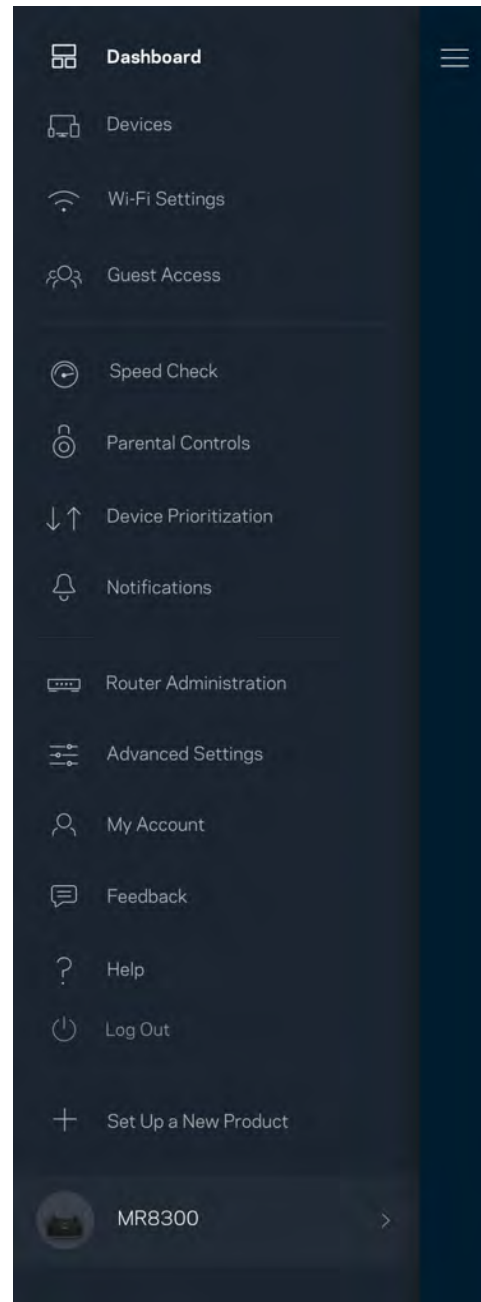 Dashboard
Devices
Wi-Fi Settings
Guest Access
Speed Check
Parental Controls
Device Prioritization
Notifications
Router Administration
Advanced Settings
My Account
Feedback
Help
Log Out
Set Up a New Product
MR8300